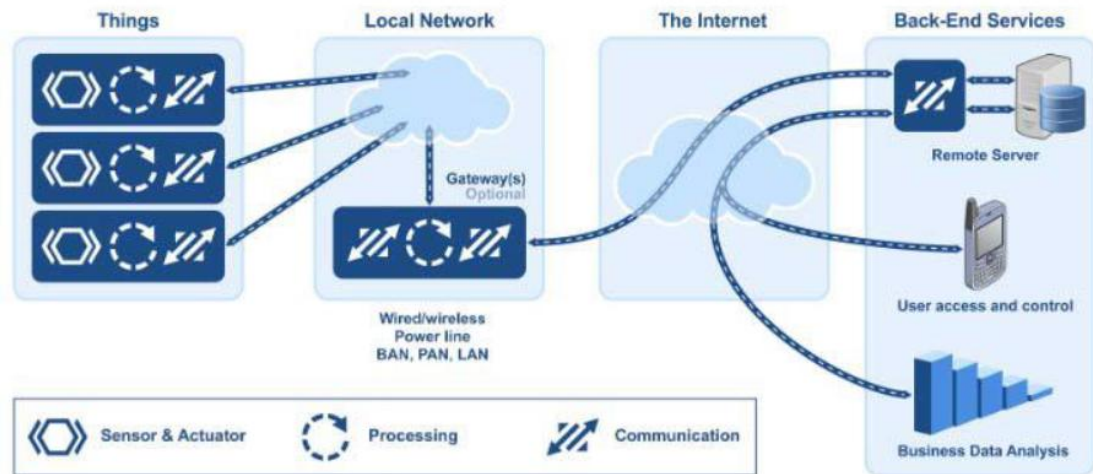 Things
Local Network
The Internet
Back-End Services
Gateway(s)
Optional
Remote Server
User access and control
Wired/wireless
Power line
BAN, PAN, LAN
Business Data Analysis
Sensor & Actuator
Processing
Communication